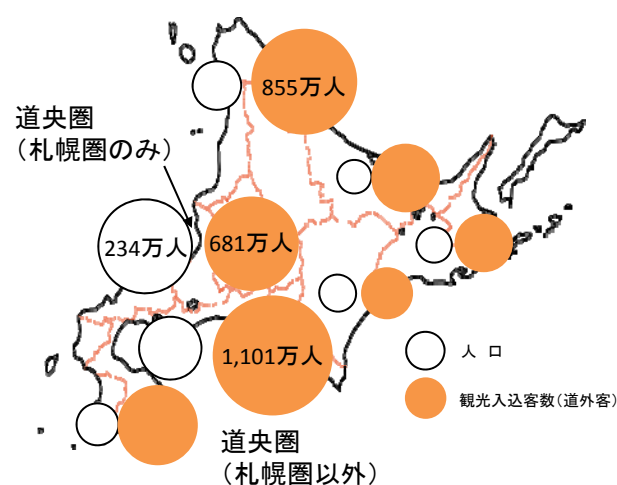 855万人
道央圏
（札幌圏のみ）
234万人
681万人
1,101万人
人　口
観光入込客数（道外客）
道央圏
（札幌圏以外）